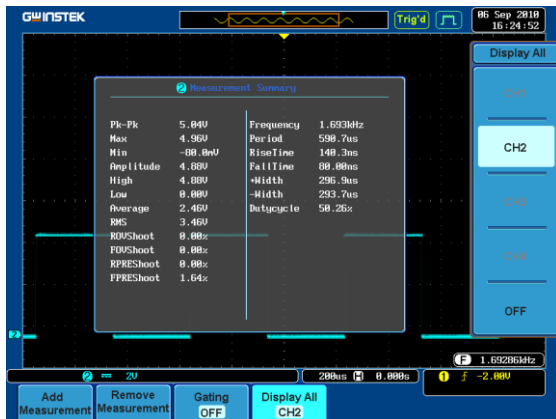 GWINSTEK
Trig'd
06 Sep 2010
16:24:52
Display All
CH2
OFF
2 Measurement Summary
Pk-Pk 5.04V
Max 4.96V
Min -80.0mV
Amplitude 4.88V
High 4.88V
Low 0.00V
Average 2.46V
RMS 3.46V
ROVShoot 0.00%
FOVShoot 0.00%
RPREShoot 0.00%
FPREShoot 1.64%
Frequency 1.693kHz
Period 590.7us
RiseTime 140.3ns
FallTime 80.00ns
+Width 296.9us
-Width 293.7us
Dutycycle 50.26%
2
F 1.69286kHz
2 2V
200us H 0.000s
1 -2.00V
Add Measurement
Remove Measurement
Gating OFF
Display All CH2